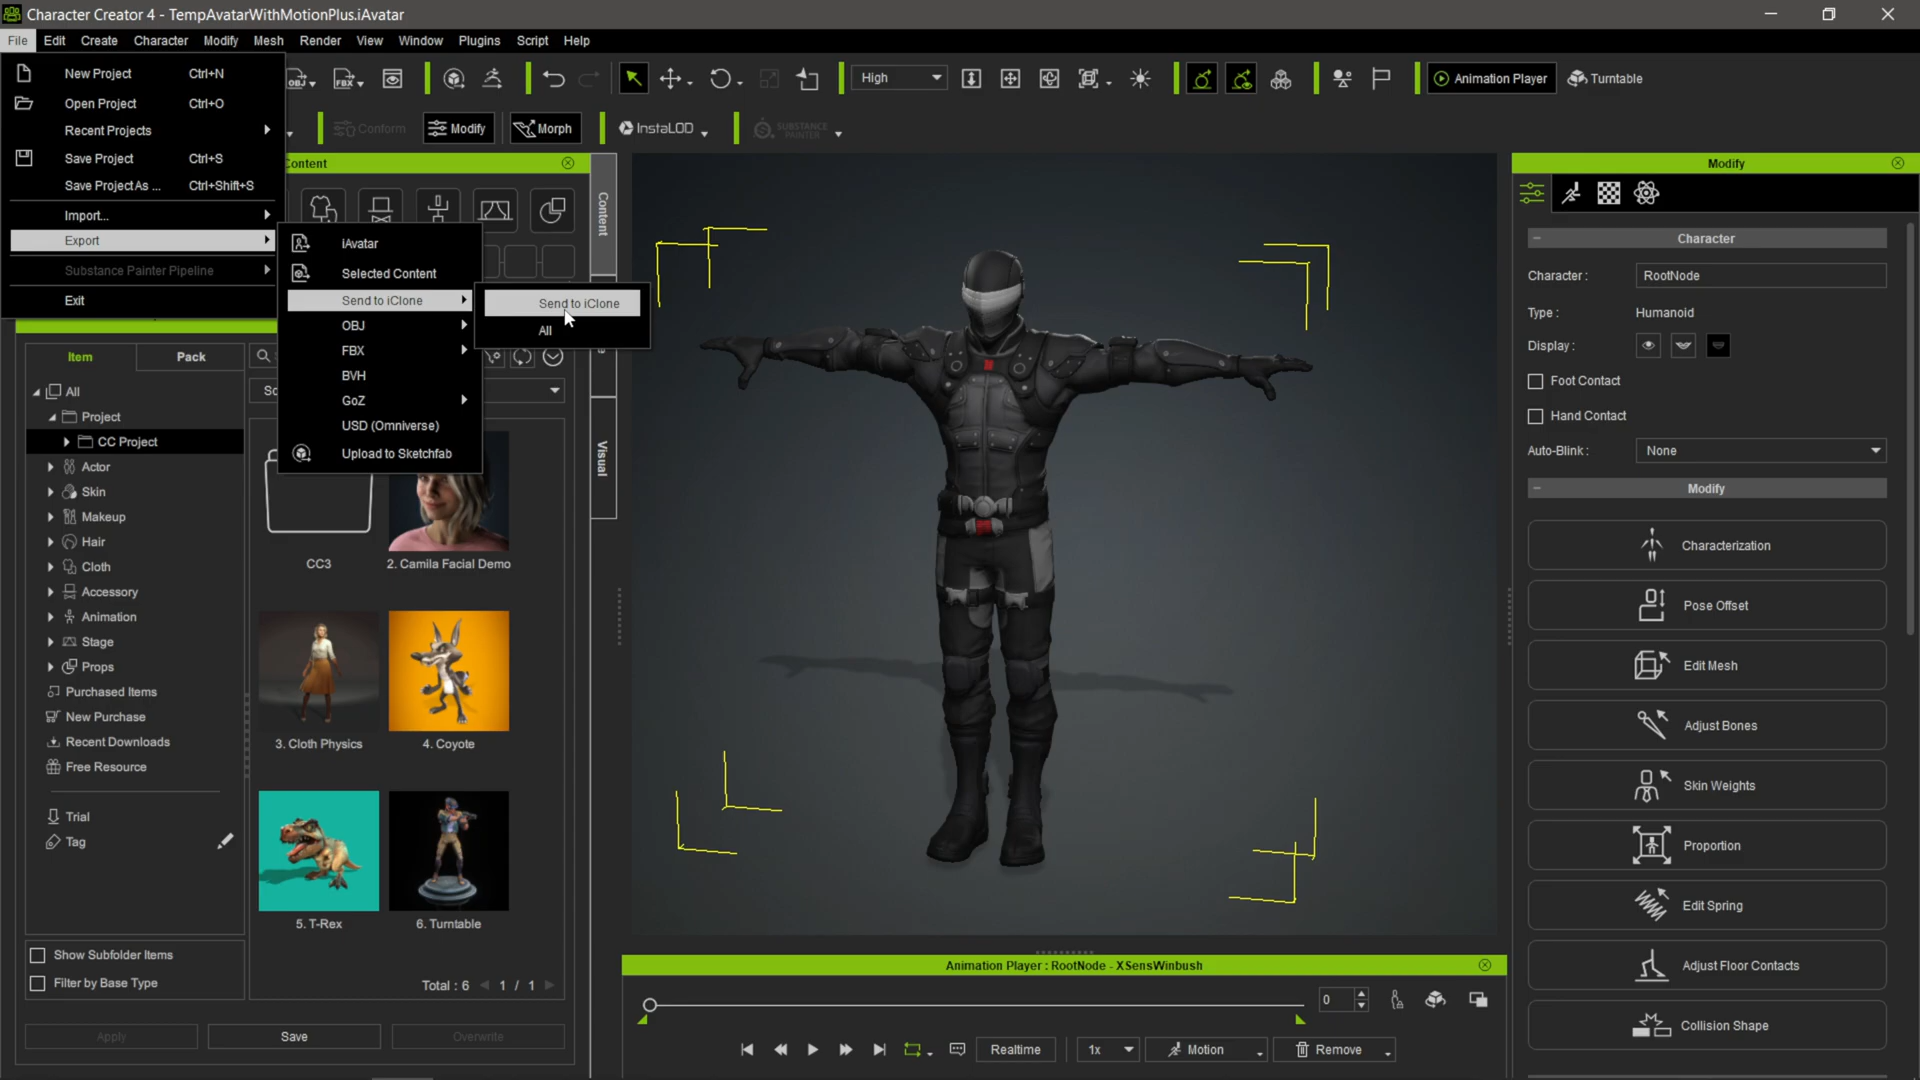 Character Creator 4 - TempAvatarWithMotionPlus.iAvatar
File Edit Create Character Modify Mesh Render View Window Plugins Script Help
New Project Ctrl+N
Open Project Ctrl+O
Recent Projects
Save Project Ctrl+S
Save Project As ... Ctrl+Shift+S
Import...
Export
Substance Painter Pipeline
Exit
OBJ FBX High Animation Player Turntable
Conform Modify Morph InstaLOD SUBSTANCE PAINTER
Content
iAvatar
Selected Content
Send to iClone
OBJ
FBX
BVH
GoZ
USD (Omniverse)
Upload to Sketchfab
Send to iClone
All
Content
Visual
Item Pack
All
Project
CC Project
Actor
Skin
Makeup
Hair
Cloth
Accessory
Animation
Stage
Props
Purchased Items
New Purchase
Recent Downloads
Free Resource
Trial
Tag
Show Subfolder Items
Filter by Base Type
CC3
2. Camila Facial Demo
3. Cloth Physics
4. Coyote
5. T-Rex
6. Turntable
Total : 6 1 / 1
Apply Save Overwrite
Animation Player : RootNode - XSensWinbush
0
Realtime 1x Motion Remove
Modify
Character
Character : RootNode
Type : Humanoid
Display :
Foot Contact
Hand Contact
Auto-Blink : None
Modify
Characterization
Pose Offset
Edit Mesh
Adjust Bones
Skin Weights
Proportion
Edit Spring
Adjust Floor Contacts
Collision Shape